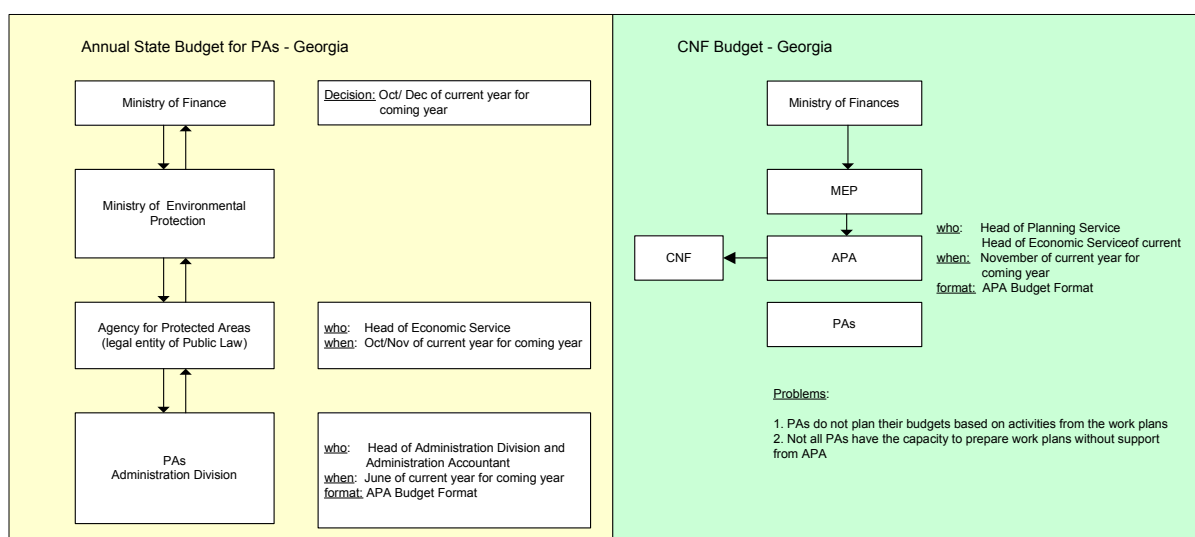 Annual State Budget for PAs - Georgia
Ministry of Finance
Decision: Oct/ Dec of current year for
coming year
Ministry of Environmental
Protection
Agency for Protected Areas
(legal entity of Public Law)
who: Head of Economic Service
when: Oct/Nov of current year for coming year
PAs
Administration Division
who: Head of Administration Division and
Administration Accountant
when: June of current year for coming year
format: APA Budget Format
CNF Budget - Georgia
Ministry of Finances
MEP
CNF
APA
who: Head of Planning Service
Head of Economic Serviceof current
when: November of current year for
coming year
format: APA Budget Format
PAs
Problems:
1. PAs do not plan their budgets based on activities from the work plans
2. Not all PAs have the capacity to prepare work plans without support
from APA